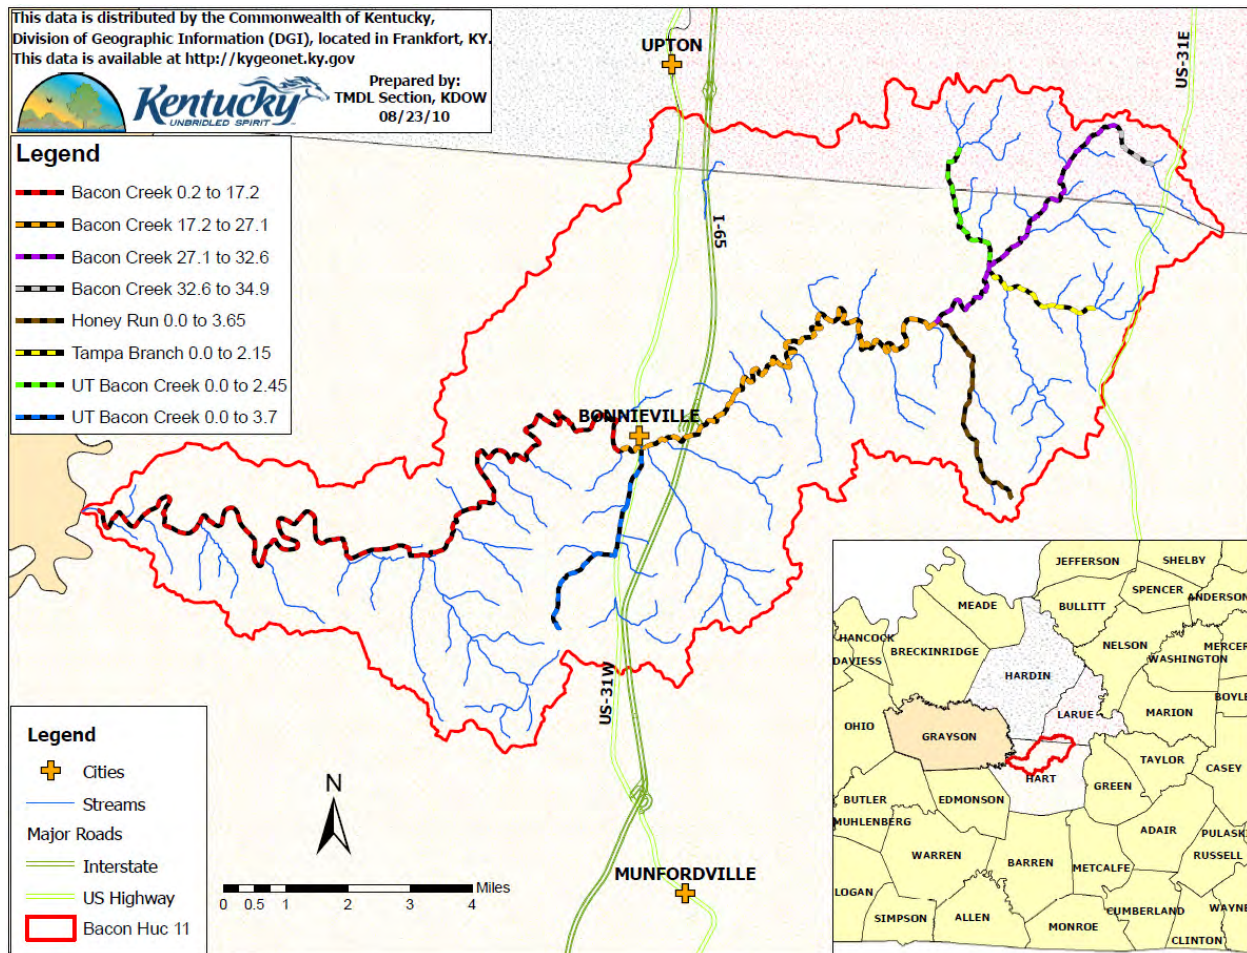 This data is distributed by the Commonwealth of Kentucky,
Division of Geographic Information (DGI), located in Frankfort, KY.
This data is available at http://kygeonet.ky.gov
Kentucky
UNBRIDLED SPIRIT
Prepared by:
TMDL Section, KDOW
08/23/10
Legend
Bacon Creek 0.2 to 17.2
Bacon Creek 17.2 to 27.1
Bacon Creek 27.1 to 32.6
Bacon Creek 32.6 to 34.9
Honey Run 0.0 to 3.65
Tampa Branch 0.0 to 2.15
UT Bacon Creek 0.0 to 2.45
UT Bacon Creek 0.0 to 3.7
UPTON
US-31E
I-65
BONNIEVILLE
US-31W
MUNFORDVILLE
Legend
Cities
Streams
Major Roads
Interstate
US Highway
Bacon Huc 11
N
Miles
0 0.5 1 2 3 4
JEFFERSON
SHELBY
MEADE
BULLITT
SPENCER
ANDERSON
HANCOCK
BRECKINRIDGE
NELSON
MERCER
DAVIESS
WASHINGTON
HARDIN
BOYLE
OHIO
LARUE
MARION
GRAYSON
TAYLOR
CASEY
HART
GREEN
BUTLER
EDMONSON
MUHLENBERG
ADAIR
PULASKI
WARREN
BARREN
METCALFE
RUSSELL
LOGAN
CUMBERLAND
WAYNE
SIMPSON
ALLEN
MONROE
CLINTON